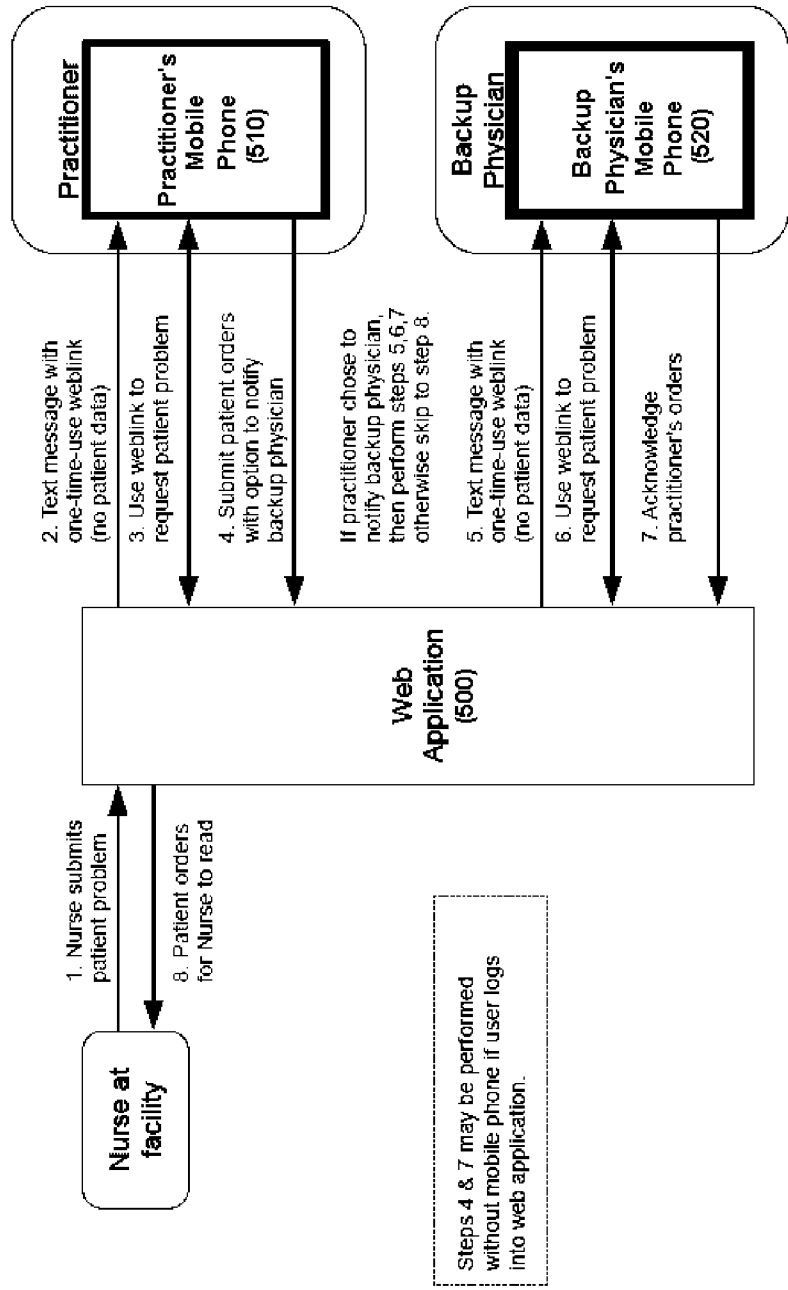 Nurse at
facility
1. Nurse submits
patient problem
8. Patient orders
for Nurse to read
Web
Application
(500)
2. Text message with
one-time-use weblink
(no patient data)
3. Use weblink to
request patient problem
4. Submit patient orders
with option to notify
backup physician
If practitioner chose to
notify backup physician,
then perform steps 5,6,7
otherwise skip to step 8.
5. Text message with
one-time-use weblink
(no patient data)
6. Use weblink to
request patient problem
7. Acknowledge
practitioner's orders
Practitioner
Practitioner's
Mobile
Phone
(510)
Backup
Physician
Backup
Physician's
Mobile
Phone
(520)
Steps 4 & 7 may be performed
without mobile phone if user logs
into web application.